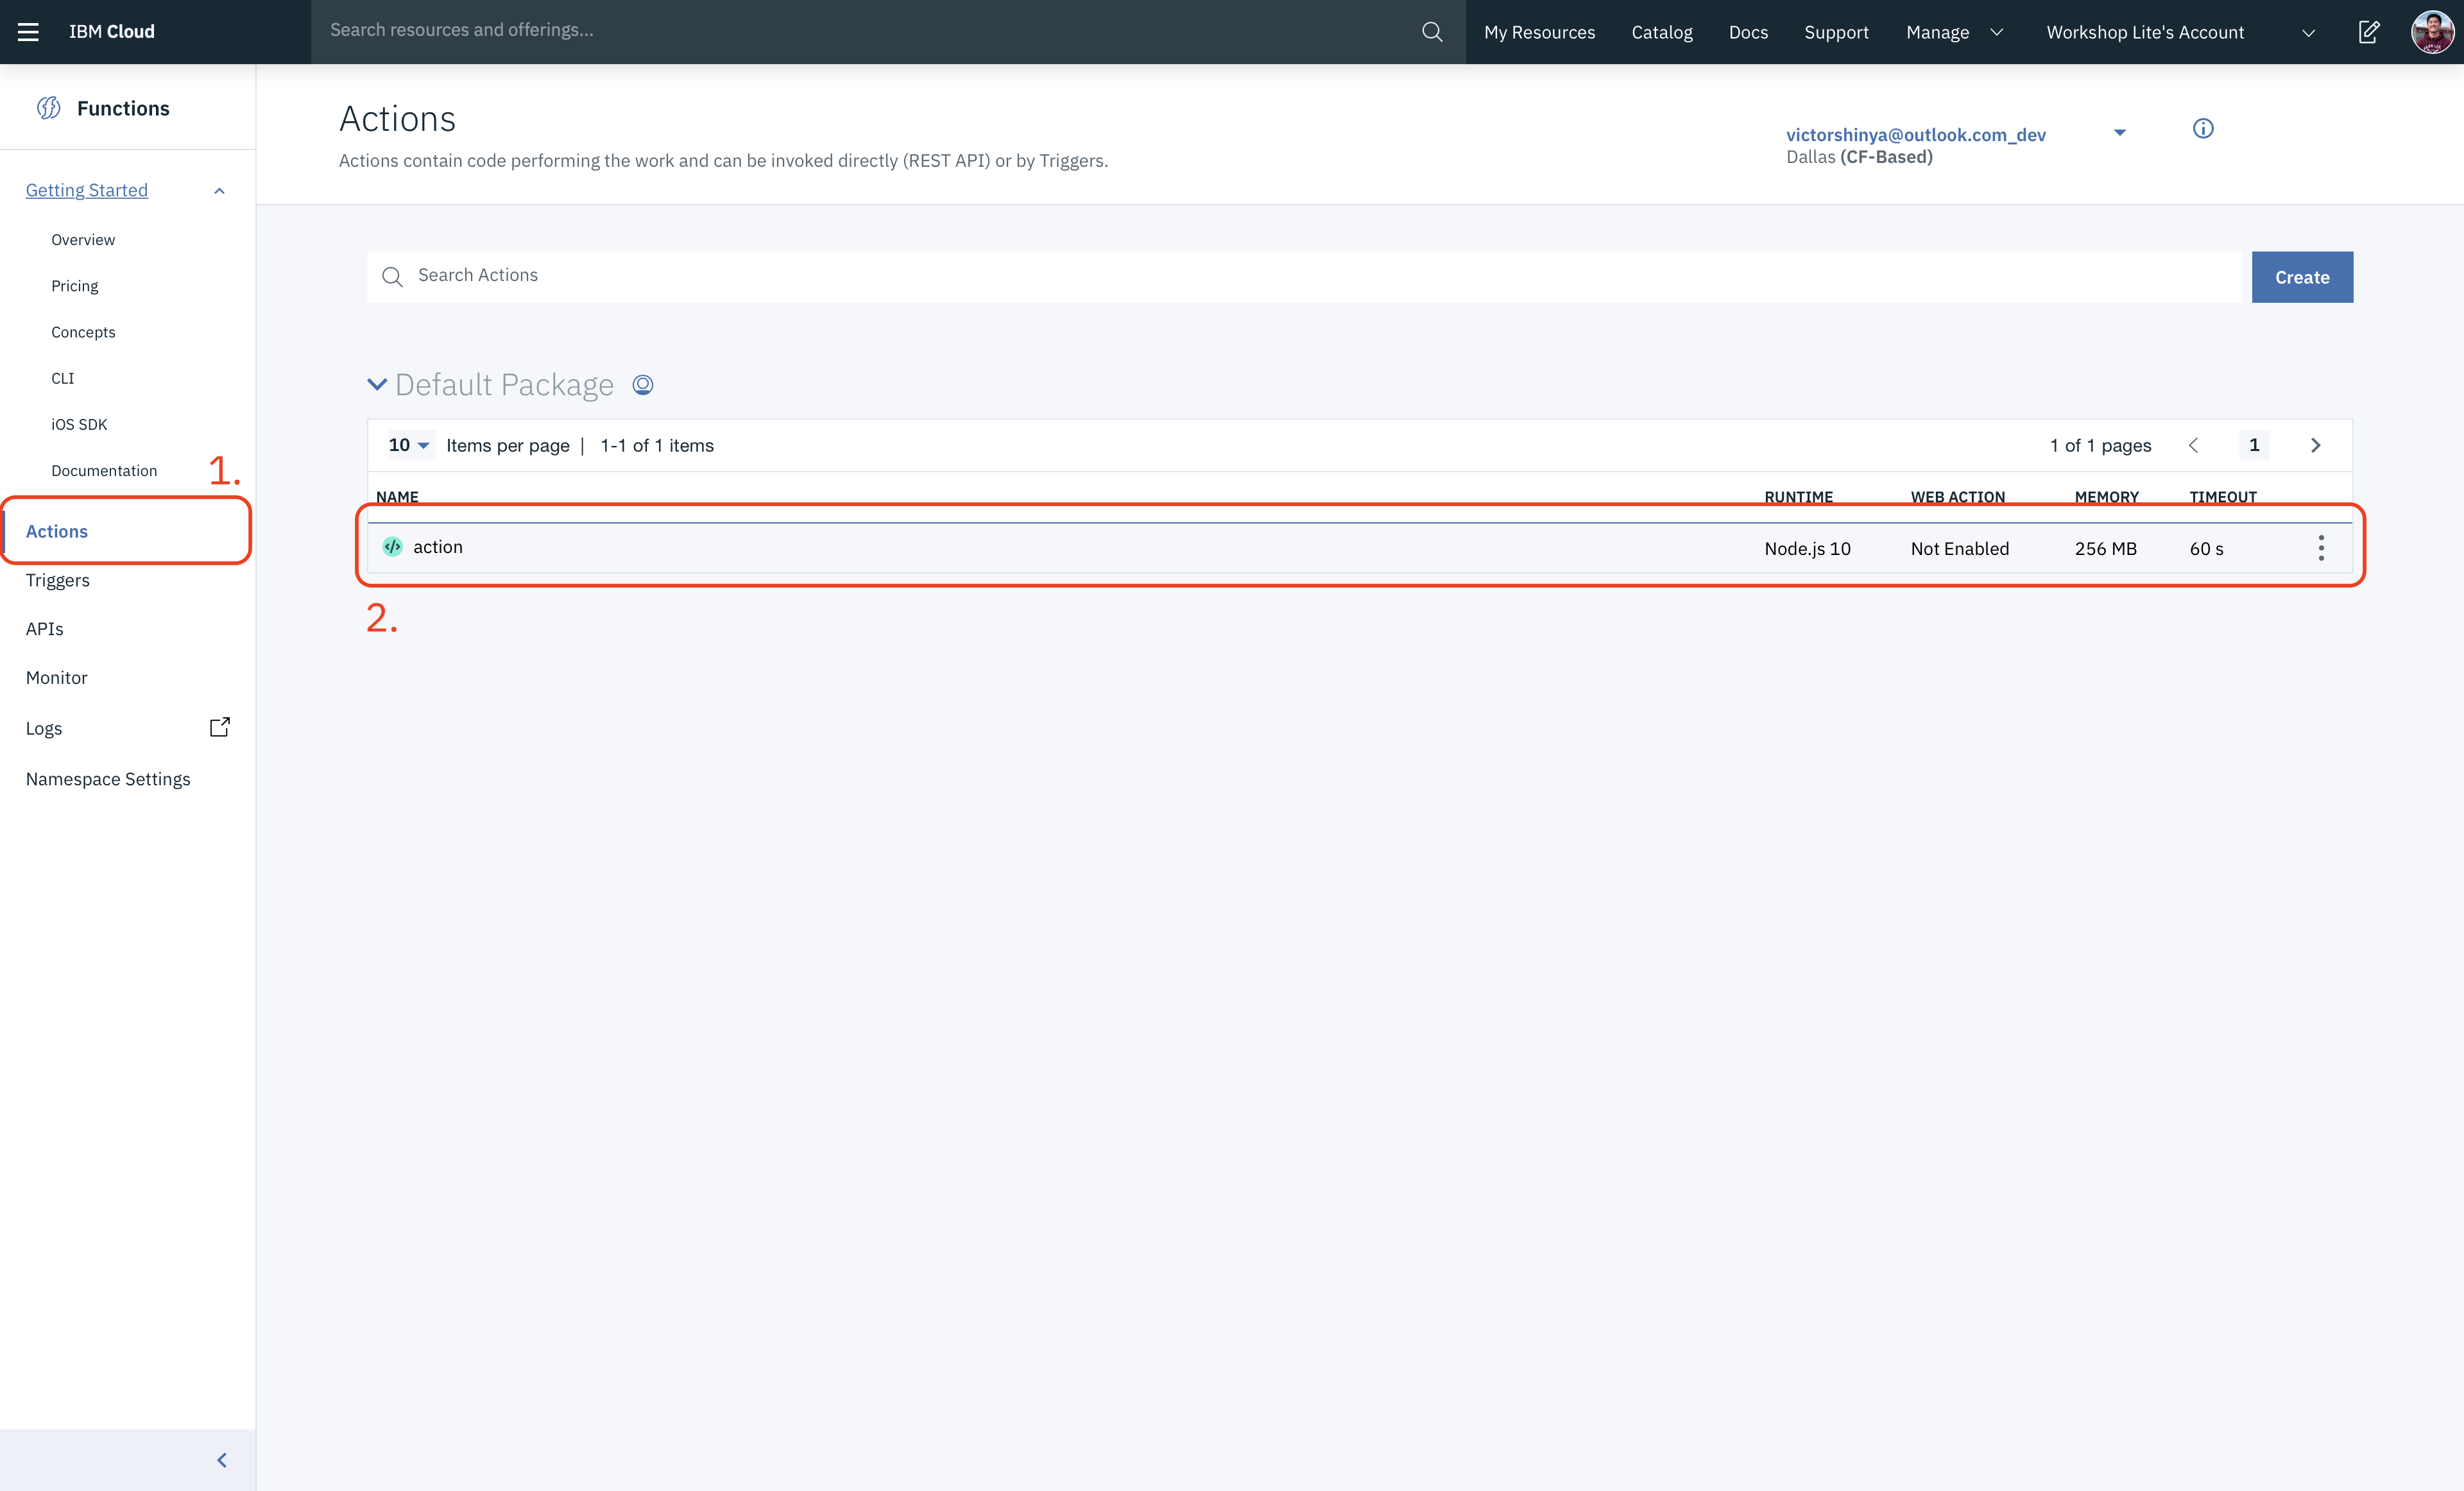 IBM Cloud
Search resources and offerings...
My Resources
Catalog
Docs
Support
Manage
Workshop Lite's Account
Functions
Getting Started
Overview
Pricing
Concepts
CLI
iOS SDK
Documentation
1.
Actions
Triggers
APIs
Monitor
Logs
Namespace Settings
Actions
Actions contain code performing the work and can be invoked directly (REST API) or by Triggers.
victorshinya@outlook.com_dev
Dallas (CF-Based)
Search Actions
Create
Default Package
10 Items per page | 1-1 of 1 items
1 of 1 pages 1
NAME RUNTIME WEB ACTION MEMORY TIMEOUT
action Node.js 10 Not Enabled 256 MB 60 s
2.